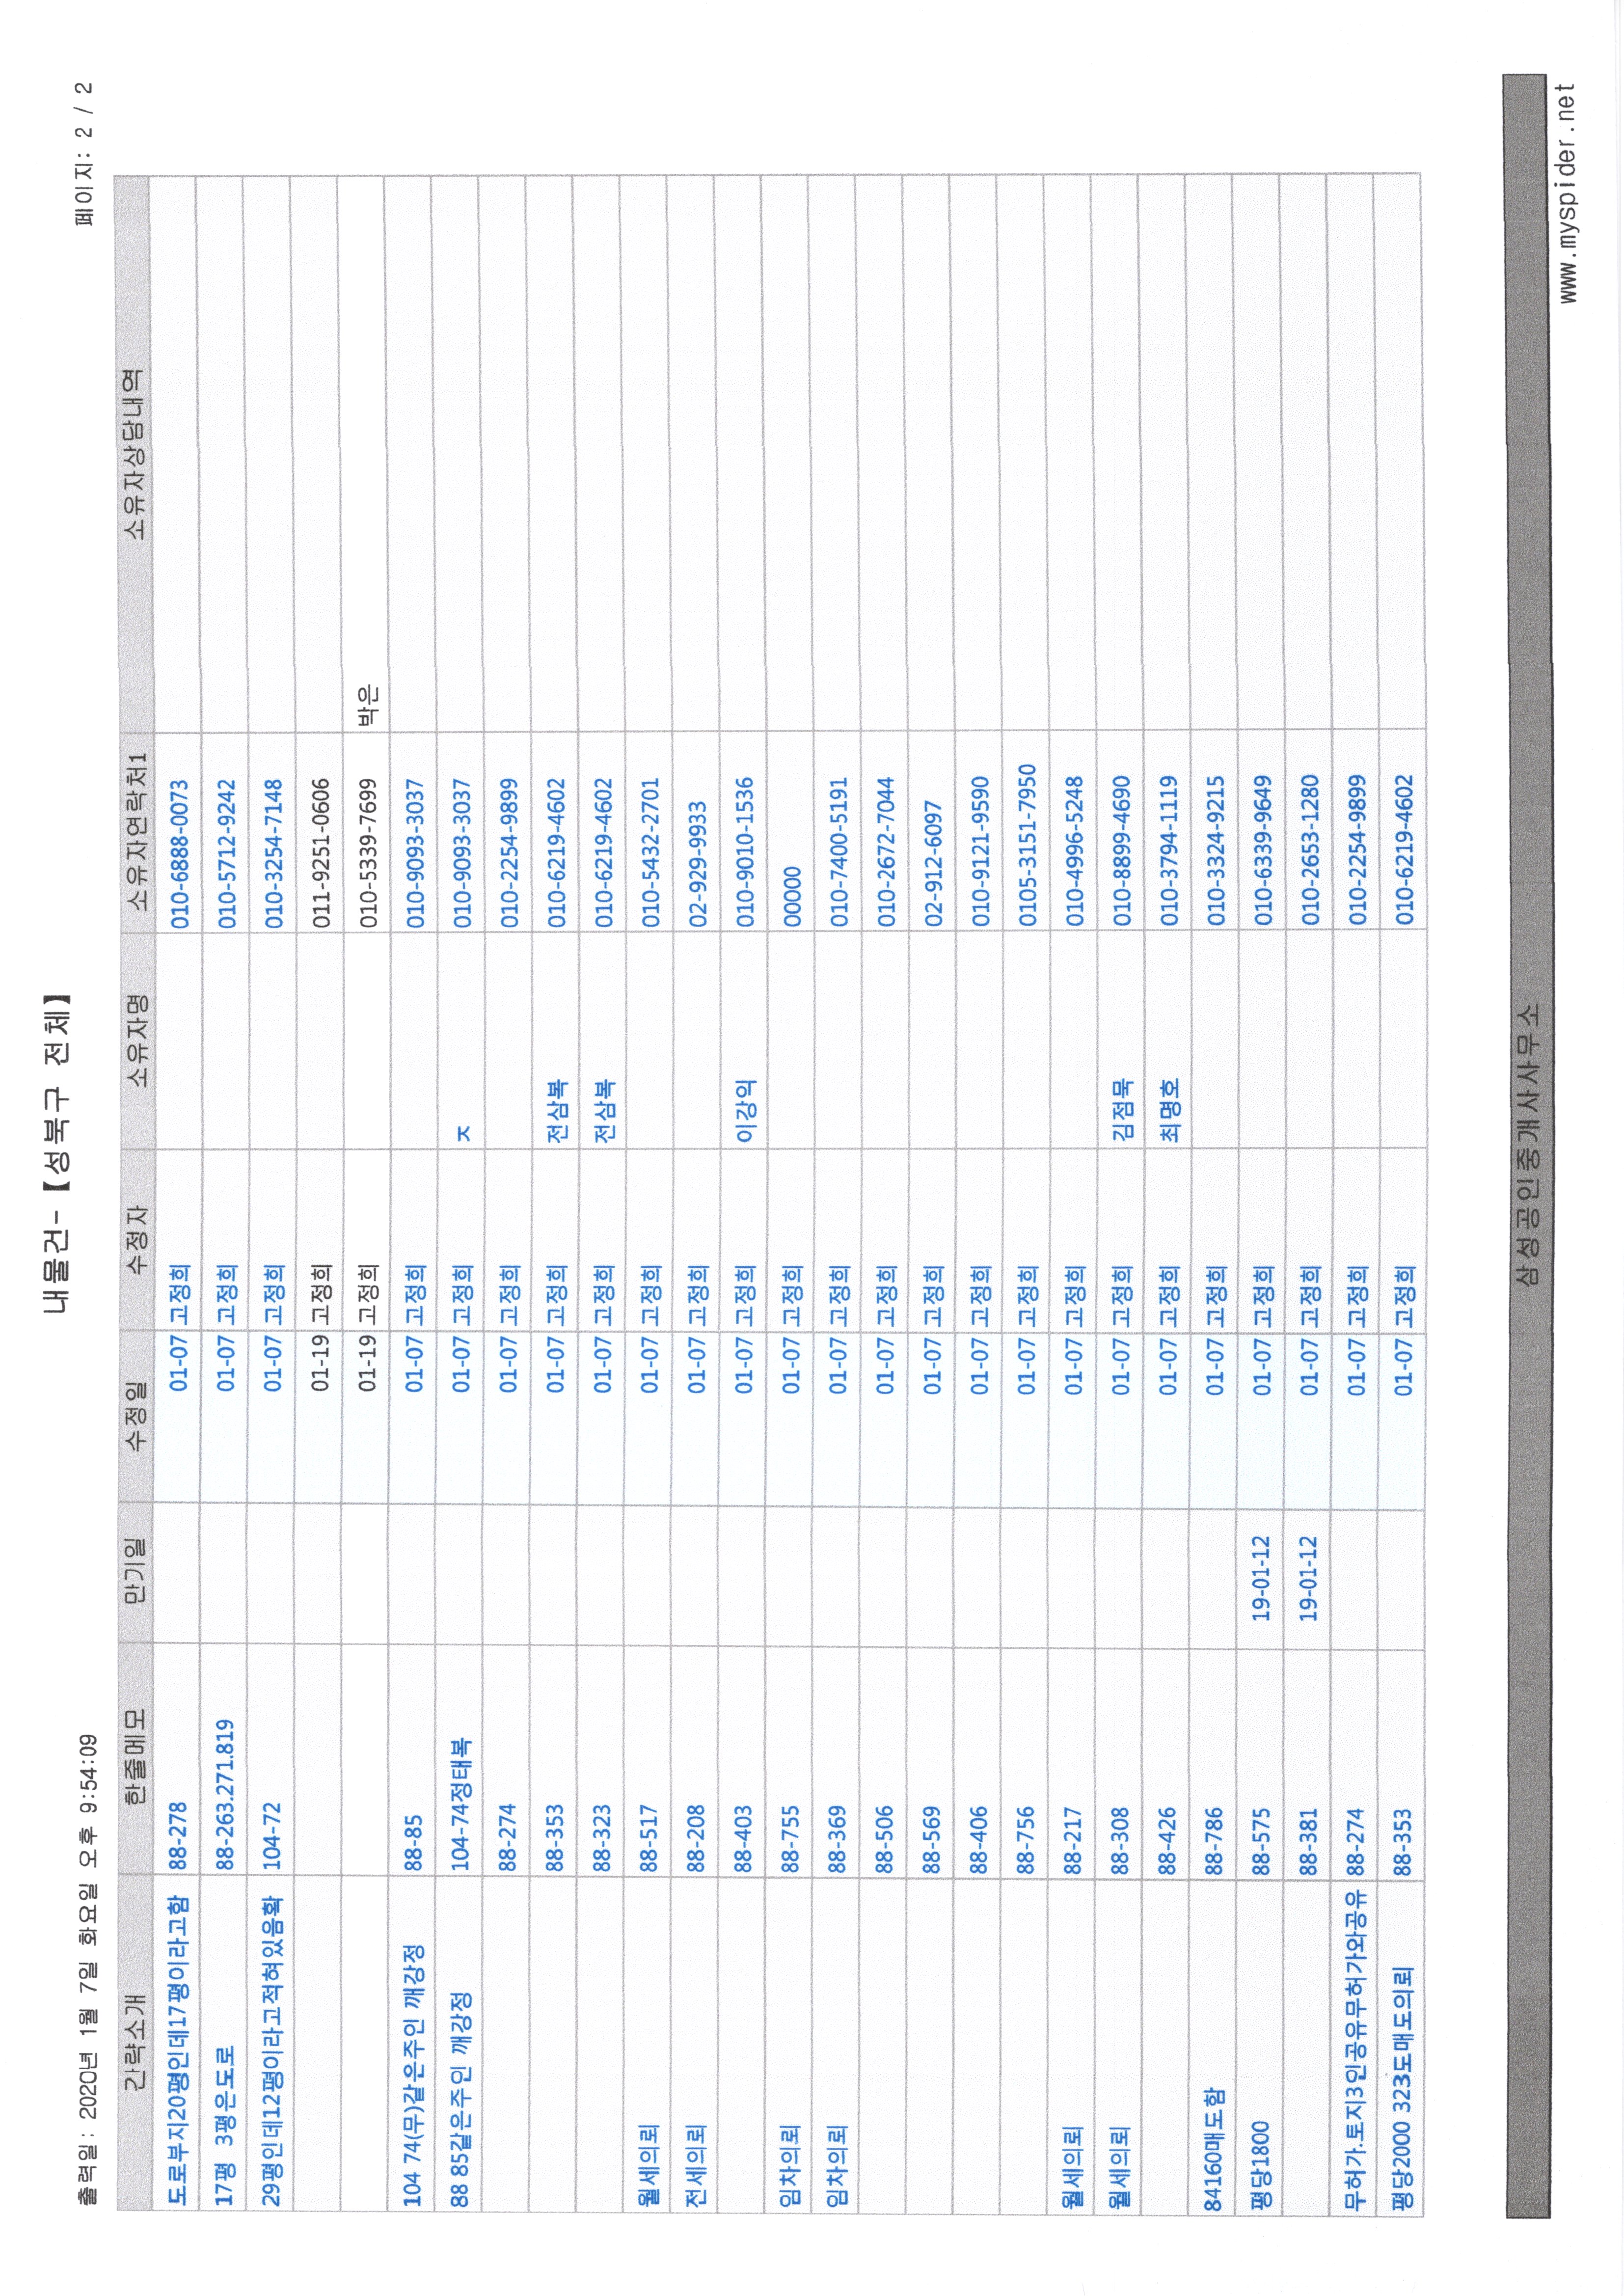 내물건-【성북구 전체】
출력일: 2020년 1월 7일 화요일 오후 9:54:09
페이지: 2 / 2
간략소개 한줄메모 만기일 수정일 수정자 소유자명 소유자연락처1 소유자상담내역
도로부지20평인데17평이라고함 88-278 01-07 고정희 010-6888-0073
17평 3평은도로 88-263.271.819 01-07 고정희 010-5712-9242
29평인데12평이라고적혀있음확 104-72 01-07 고정희 010-3254-7148
01-19 고정희 011-9251-0606
01-19 고정희 010-5339-7699 박은
104 74(무)같은주인 깨강정 88-85 01-07 고정희 010-9093-3037
88 85같은주인 깨강정 104-74정태복 01-07 고정희 ㅈ 010-9093-3037
88-274 01-07 고정희 010-2254-9899
88-353 01-07 고정희 전삼복 010-6219-4602
88-323 01-07 고정희 전삼복 010-6219-4602
월세의뢰 88-517 01-07 고정희 010-5432-2701
전세의뢰 88-208 01-07 고정희 02-929-9933
88-403 01-07 고정희 이강익 010-9010-1536
임차의뢰 88-755 01-07 고정희 00000
임차의뢰 88-369 01-07 고정희 010-7400-5191
88-506 01-07 고정희 010-2672-7044
88-569 01-07 고정희 02-912-6097
88-406 01-07 고정희 010-9121-9590
88-756 01-07 고정희 0105-3151-7950
월세의뢰 88-217 01-07 고정희 010-4996-5248
월세의뢰 88-308 01-07 고정희 김점묵 010-8899-4690
88-426 01-07 고정희 최명호 010-3794-1119
84160매도함 88-786 01-07 고정희 010-3324-9215
평당1800 88-575 19-01-12 01-07 고정희 010-6339-9649
88-381 19-01-12 01-07 고정희 010-2653-1280
무허가.토지3인공유무허가와공유 88-274 01-07 고정희 010-2254-9899
평당2000 323도매도의뢰 88-353 01-07 고정희 010-6219-4602
삼성공인중개사사무소
www.myspider.net